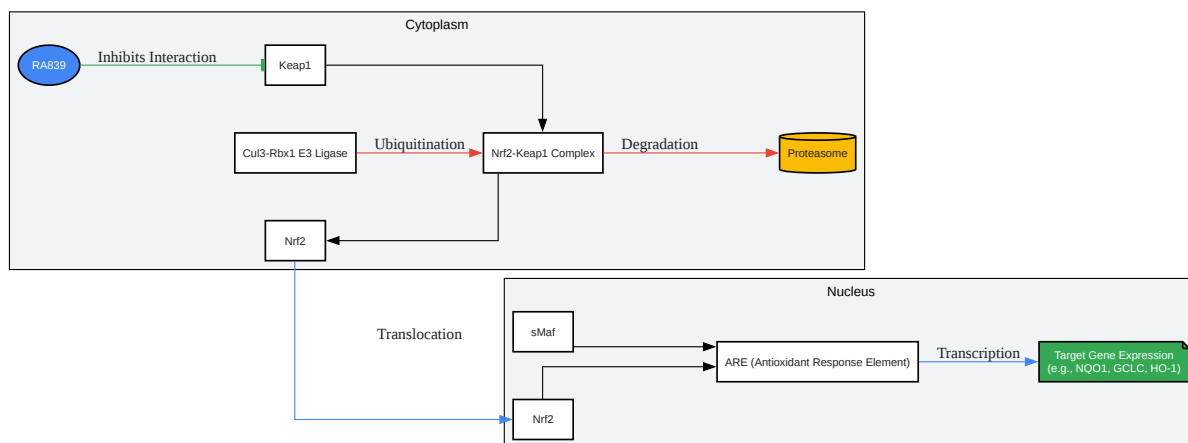 Cytoplasm
RA839
Inhibits Interaction
Keap1
Cul3-Rbx1 E3 Ligase
Ubiquitination
Nrf2-Keap1 Complex
Degradation
Proteasome
Nrf2
Translocation
Nucleus
sMaf
ARE (Antioxidant Response Element)
Transcription
Target Gene Expression
(e.g., NQO1, GCLC, HO-1)
Nrf2